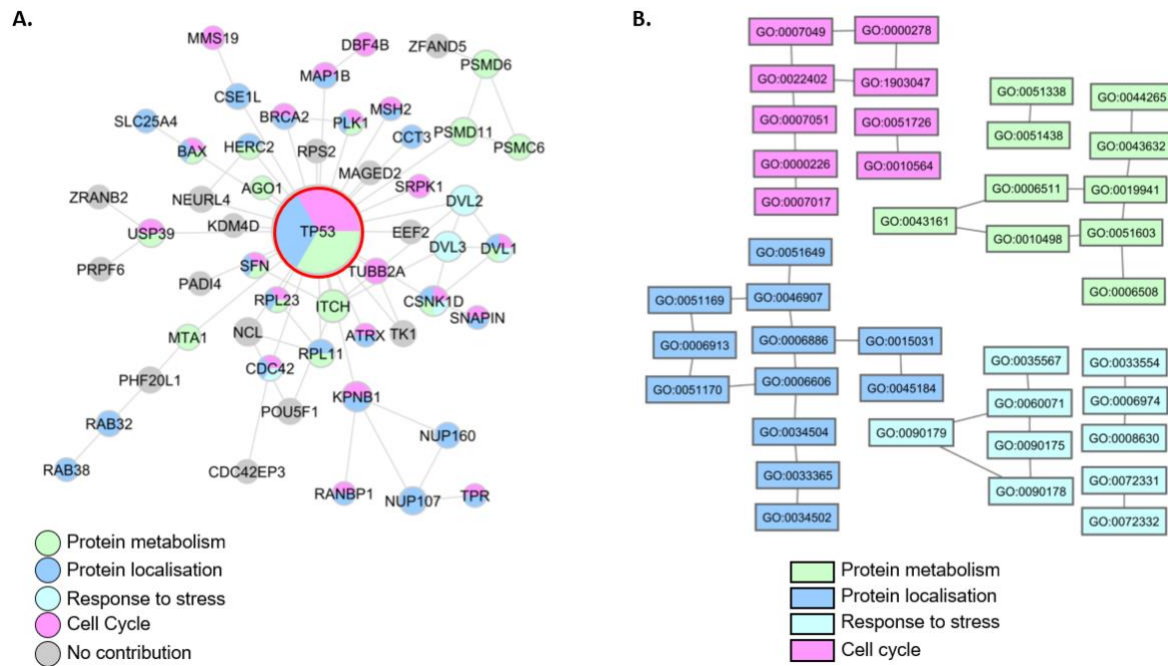 A.
MMS19
DBF4B
ZFAND5
PSMD6
MAP1B
CSE1L
BRCA2
PLK1
MSH2
SLC25A4
CCT3
PSMD11
PSMC6
BAX
HERC2
RPS2
MAGED2
AGO1
SRPK1
NEURL4
ZRANB2
DVL2
KDM4D
TP53
EEF2
USP39
DVL3
DVL1
PRPF6
SFN
TUBB2A
PADI4
RPL23
ITCH
CSNK1D
SNAPIN
MTA1
NCL
ATRX
TK1
RPL11
CDC42
PHF20L1
KPNB1
POU5F1
RAB32
NUP160
RAB38
CDC42EP3
RANBP1
NUP107
TPR
Protein metabolism
Protein localisation
Response to stress
Cell Cycle
No contribution
B.
GO:0007049
GO:0000278
GO:0022402
GO:1903047
GO:0007051
GO:0051726
GO:0000226
GO:0010564
GO:0007017
GO:0051338
GO:0044265
GO:0051438
GO:0043632
GO:0006511
GO:0019941
GO:0043161
GO:0010498
GO:0051603
GO:0006508
GO:0051649
GO:0051169
GO:0046907
GO:0006913
GO:0006886
GO:0015031
GO:0051170
GO:0006606
GO:0045184
GO:0034504
GO:0033365
GO:0034502
GO:0035567
GO:0033554
GO:0060071
GO:0006974
GO:0090179
GO:0090175
GO:0008630
GO:0090178
GO:0072331
GO:0072332
Protein metabolism
Protein localisation
Response to stress
Cell cycle